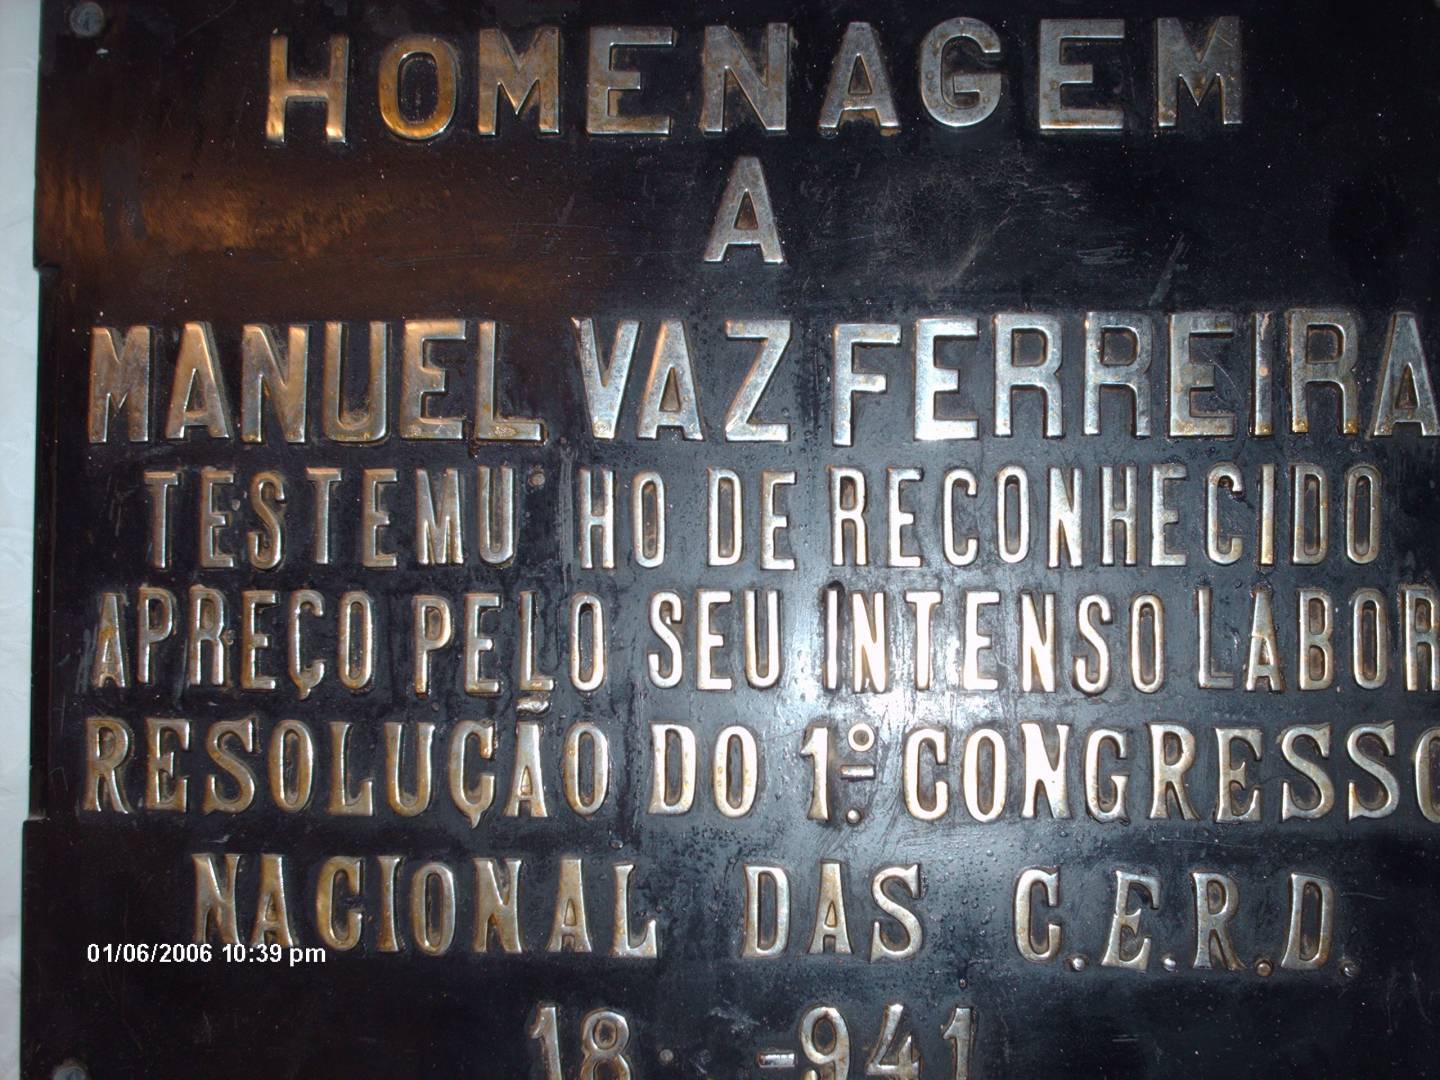 HOMENAGEM
A
MANUEL VAZ FERREIRA
TESTEMU HO DE RECONHECIDO
APREÇO PELO SEU INTENSO LABOR
RESOLUÇÃO DO 1º. CONGRESSO
NACIONAL DAS C.E.R.D.
01/06/2006 10:39 pm
18 -941